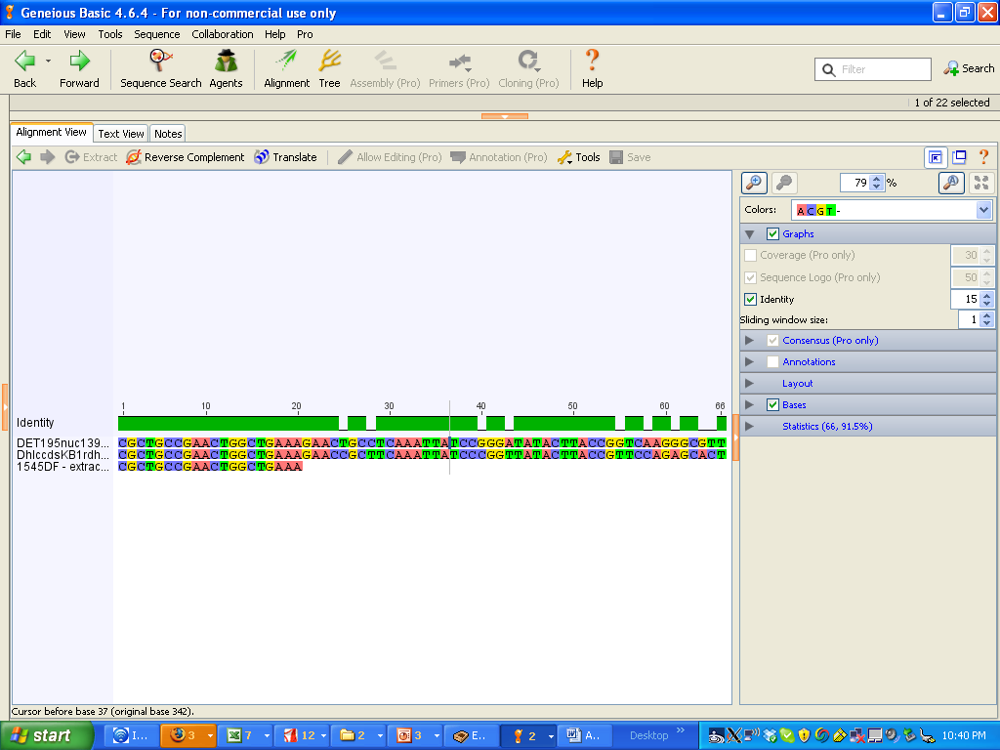 Geneious Basic 4.6.4 - For non-commercial use only
File Edit View Tools Sequence Collaboration Help Pro
Back Forward Sequence Search Agents Alignment Tree Assembly (Pro) Primers (Pro) Cloning (Pro) Help Filter Search
1 of 22 selected
Alignment View Text View Notes
Extract Reverse Complement Translate Allow Editing (Pro) Annotation (Pro) Tools Save
79 %
Colors: A C G T -
Graphs
Coverage (Pro only) 30
Sequence Logo (Pro only) 50
Identity 15
Sliding window size: 1
Consensus (Pro only)
Annotations
Layout
Bases
Statistics (66, 91.5%)
1 10 20 30 40 50 60 66
Identity
DET195nuc139... CGCTGCCGAACTGGCTGAAAGAACTGCCTCAAATTATCCGGGATATACTTACCGGTCAAGGGCGTT
DhlccdsKB1rdh... CGCTGCCGAACTGGCTGAAAGAACCGCTTCAAATTATCCCGGTTATACTTACCGTTCCAGAGCACT
1545DF - extrac... CGCTGCCGAACTGGCTGAAA
Cursor before base 37 (original base 342).
start I... 3 7 12 2 3 E.. 2 A.. Desktop » 10:40 PM